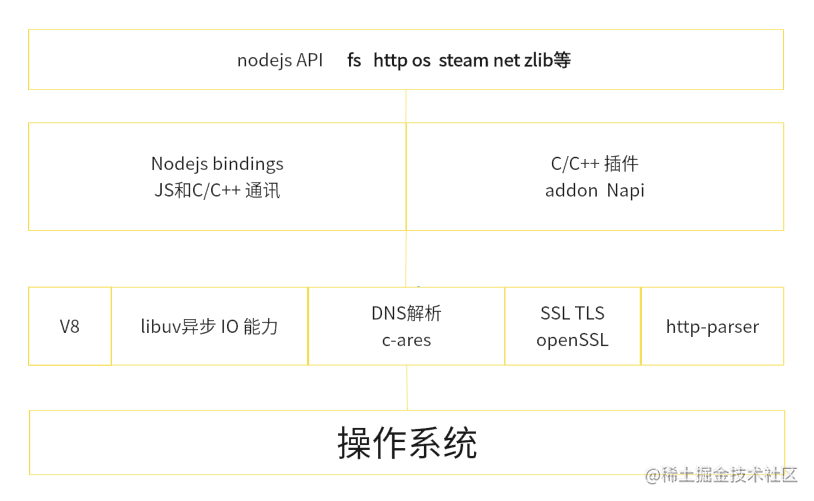 nodejs API fs http os steam net zlib等
Nodejs bindings
JS和C/C++ 通讯
C/C++ 插件
addon Napi
V8
libuv异步 IO 能力
DNS解析
c-ares
SSL TLS
openSSL
http-parser
操作系统
@稀土掘金技术社区